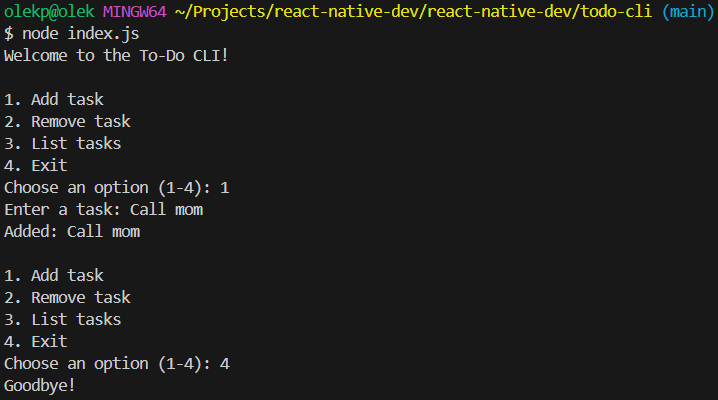 olekp@olek MINGW64 ~/Projects/react-native-dev/react-native-dev/todo-cli (main)
$ node index.js
Welcome to the To-Do CLI!

1. Add task
2. Remove task
3. List tasks
4. Exit
Choose an option (1-4): 1
Enter a task: Call mom
Added: Call mom

1. Add task
2. Remove task
3. List tasks
4. Exit
Choose an option (1-4): 4
Goodbye!